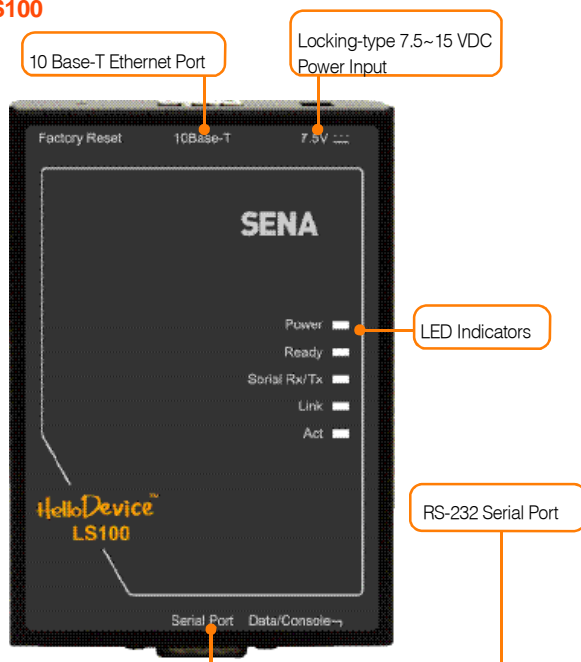 S100
10 Base-T Ethernet Port
Locking-type 7.5~15 VDC
Power Input
Factory Reset
10Base-T
7.5V
SENA
Power
LED Indicators
Ready
Serial Rx/Tx
Link
Act
HelloDevice™
LS100
RS-232 Serial Port
Serial Port
Data/Console